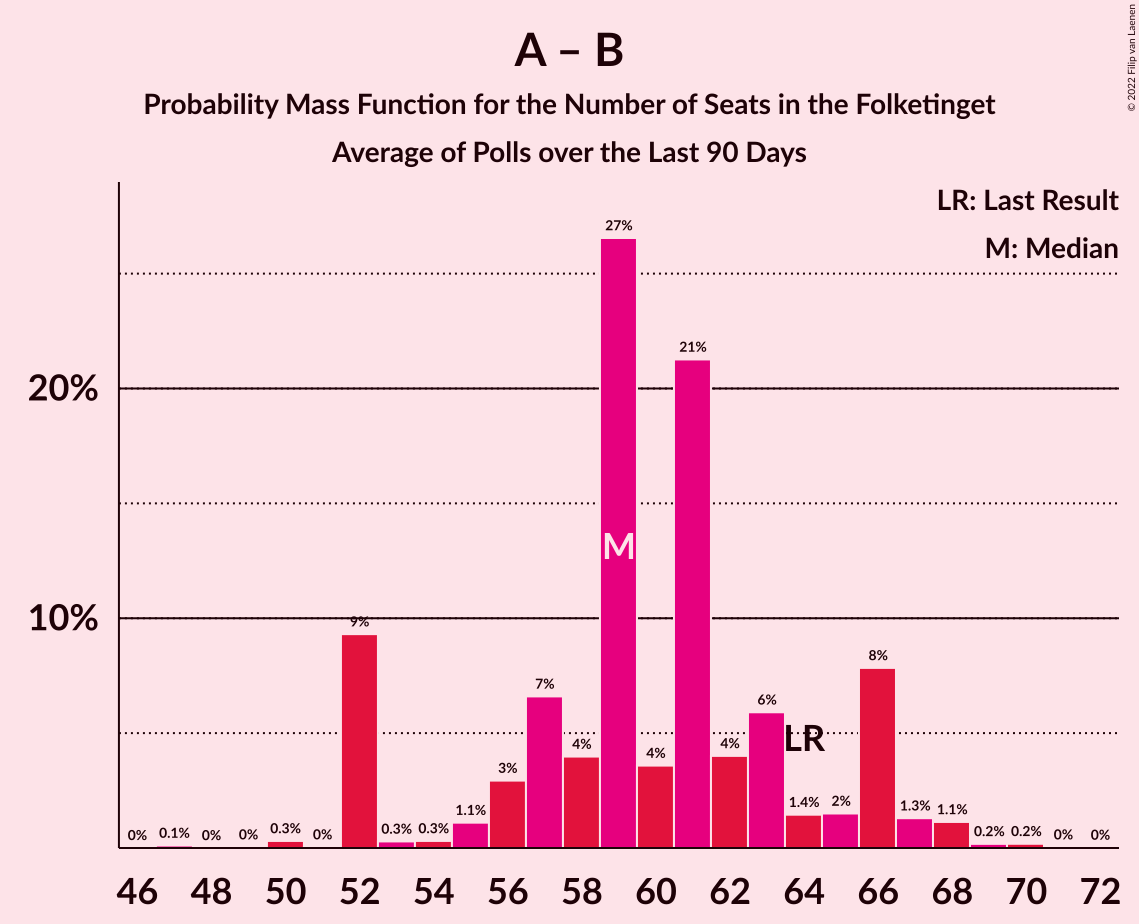 A – B
Probability Mass Function for the Number of Seats in the Folketinget
Average of Polls over the Last 90 Days
© 2022 Filip van Laenen
LR: Last Result
M: Median
20%
10%
0% 0.1% 0% 0% 0.3% 0% 9% 0.3% 0.3% 1.1% 3% 7% 4% 27% 4% 21% 4% 6% 1.4% 2% 8% 1.3% 1.1% 0.2% 0.2% 0% 0%
M
LR
46 48 50 52 54 56 58 60 62 64 66 68 70 72